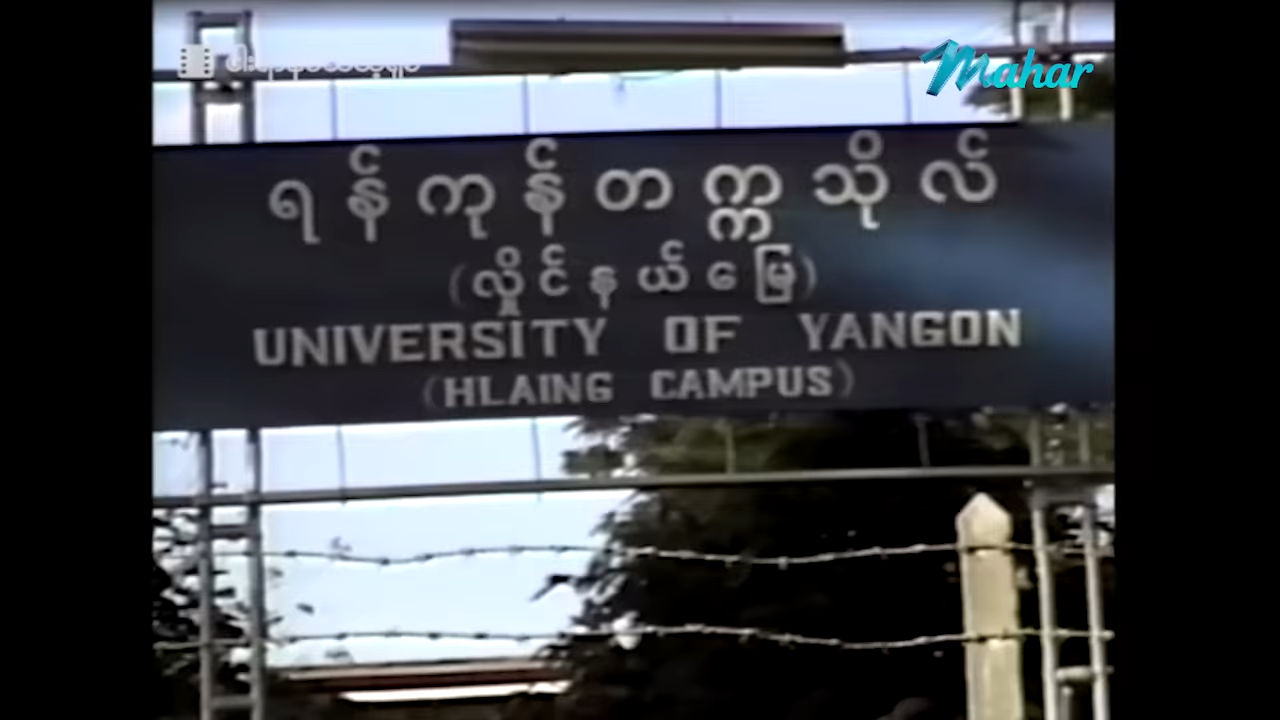 Mahar
ရန်ကုန်တက္ကသိုလ်
(လှိုင်နယ်မြေ)
UNIVERSITY OF YANGON
(HLAING CAMPUS)